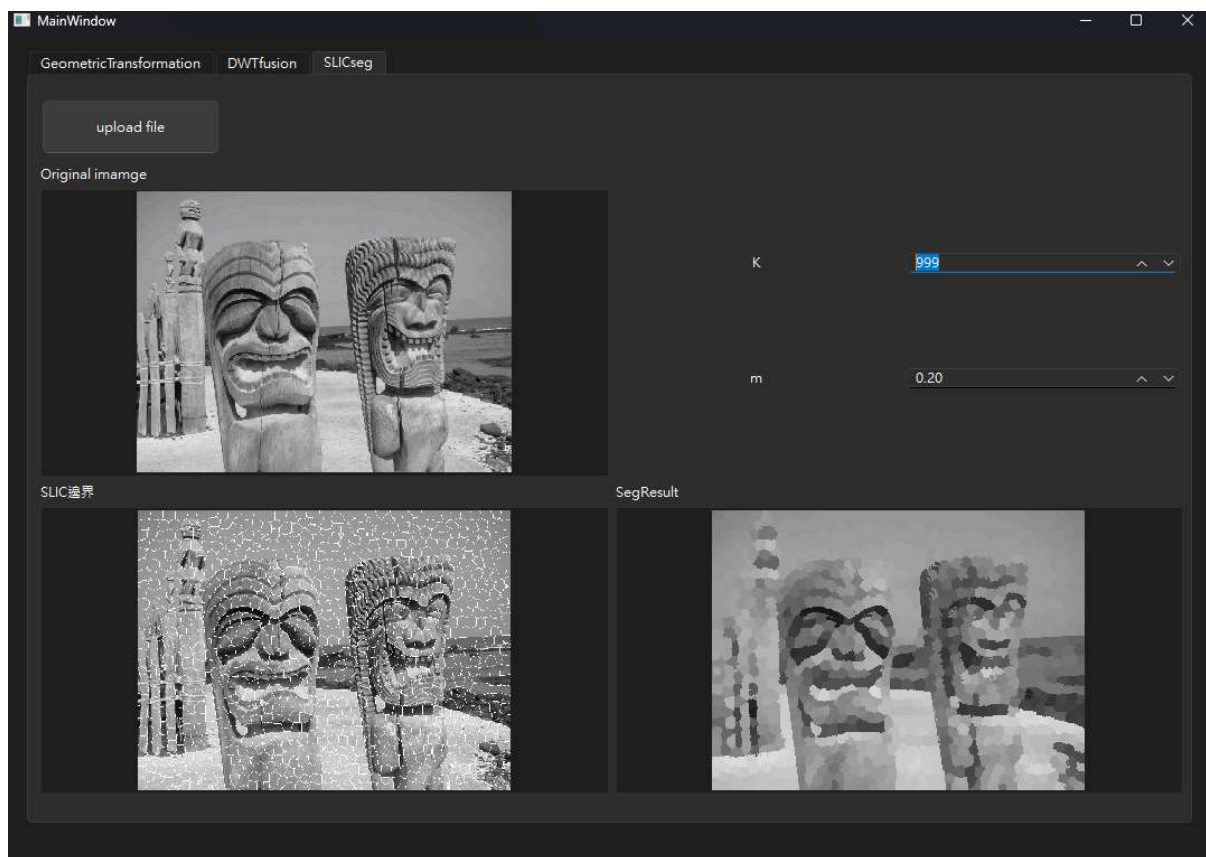 MainWindow
GeometricTransformation DWTfusion SLICseg
upload file
Original imamge
K 999
m 0.20
SLIC邊界 SegResult